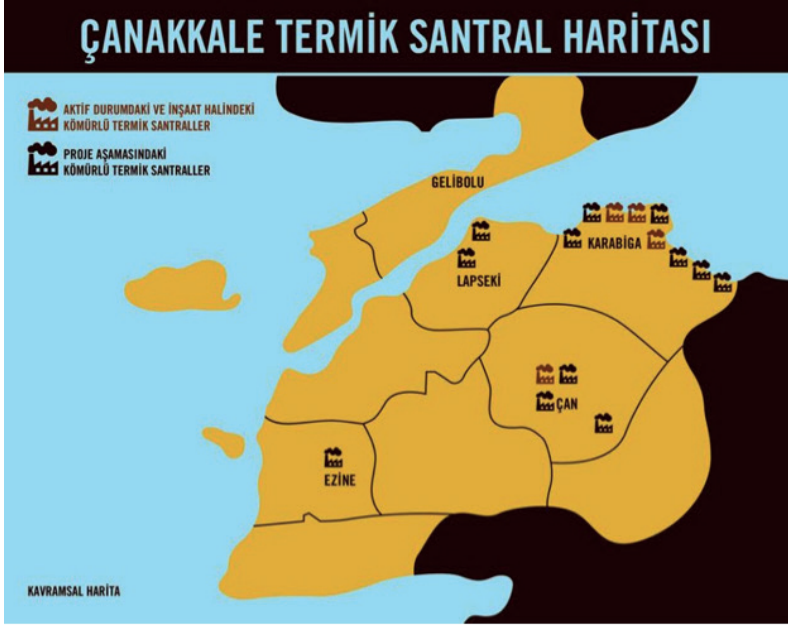 ÇANAKKALE TERMİK SANTRAL HARİTASI
AKTİF DURUMDAKİ VE İNŞAAT HALİNDEKİ
KÖMÜRLÜ TERMİK SANTRALLER
PROJE AŞAMASINDAKİ
KÖMÜRLÜ TERMİK SANTRALLER
GELİBOLU
KARABİGA
LAPSEKİ
ÇAN
EZİNE
KAVRAMSAL HARİTA